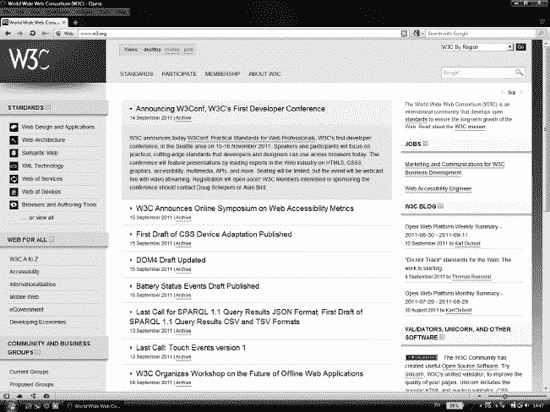 World Wide Web Consortium (W3C) - Opera
World Wide Web Cons...
Web
www.w3.org
Search with Google
W3C
Views: desktop mobile print
W3C By Region
Go
STANDARDS PARTICIPATE MEMBERSHIP ABOUT W3C
Google
STANDARDS
Web Design and Applications
Web Architecture
Semantic Web
XML Technology
Web of Services
Web of Devices
Browsers and Authoring Tools
... or view all
WEB FOR ALL
W3C A to Z
Accessibility
Internationalization
Mobile Web
eGovernment
Developing Economies
COMMUNITY AND BUSINESS
GROUPS
Current Groups
Proposed Groups
Announcing W3Conf, W3C's First Developer Conference
14 September 2011 | Archive
W3C announces today W3Conf: Practical Standards for Web Professionals, W3C's first developer
conference, in the Seattle area on 15-16 November 2011. Speakers and participants will focus on
practical, cutting-edge standards that developers and designers can use across browsers today. The
conference will feature presentations by leading experts in the Web industry on HTML5, CSS3,
graphics, accessibility, multimedia, APIs, and more. Seating will be limited, but the event will be webcast
live with video streaming. Registration will open soon! W3C Members interested in sponsoring the
conference should contact Doug Schepers or Alan Bird.
W3C Announces Online Symposium on Web Accessibility Metrics
15 September 2011 | Archive
First Draft of CSS Device Adaptation Published
15 September 2011 | Archive
DOM4 Draft Updated
15 September 2011 | Archive
Battery Status Events Draft Published
15 September 2011 | Archive
Last Call for SPARQL 1.1 Query Results JSON Format; First Draft of
SPARQL 1.1 Query Results CSV and TSV Formats
13 September 2011 | Archive
Last Call: Touch Events version 1
13 September 2011 | Archive
W3C Organizes Workshop on the Future of Offline Web Applications
09 September 2011 | Archive
The World Wide Web Consortium (W3C) is an
international community that develops open
standards to ensure the long-term growth of the
Web. Read about the W3C mission.
JOBS
Marketing and Communications for W3C
Business Development
Web Accessibility Engineer
W3C BLOG
Open Web Platform Weekly Summary -
2011-09-11
12 September 2011 by Karl Dubost
"Do Not Track" standards for the Web: The
work is starting.
9 September 2011 by Thomas Roessler
Open Web Platform Monthly Summary -
30 August 2011 by Karl Dubost
VALIDATORS, UNICORN, AND OTHER
SOFTWARE
The W3C Community has
created useful Open Source Software. Try
Unicorn, W3C's unified validator, to improve the
quality of your pages. Unicorn includes the
World Wide Web Co...
EN